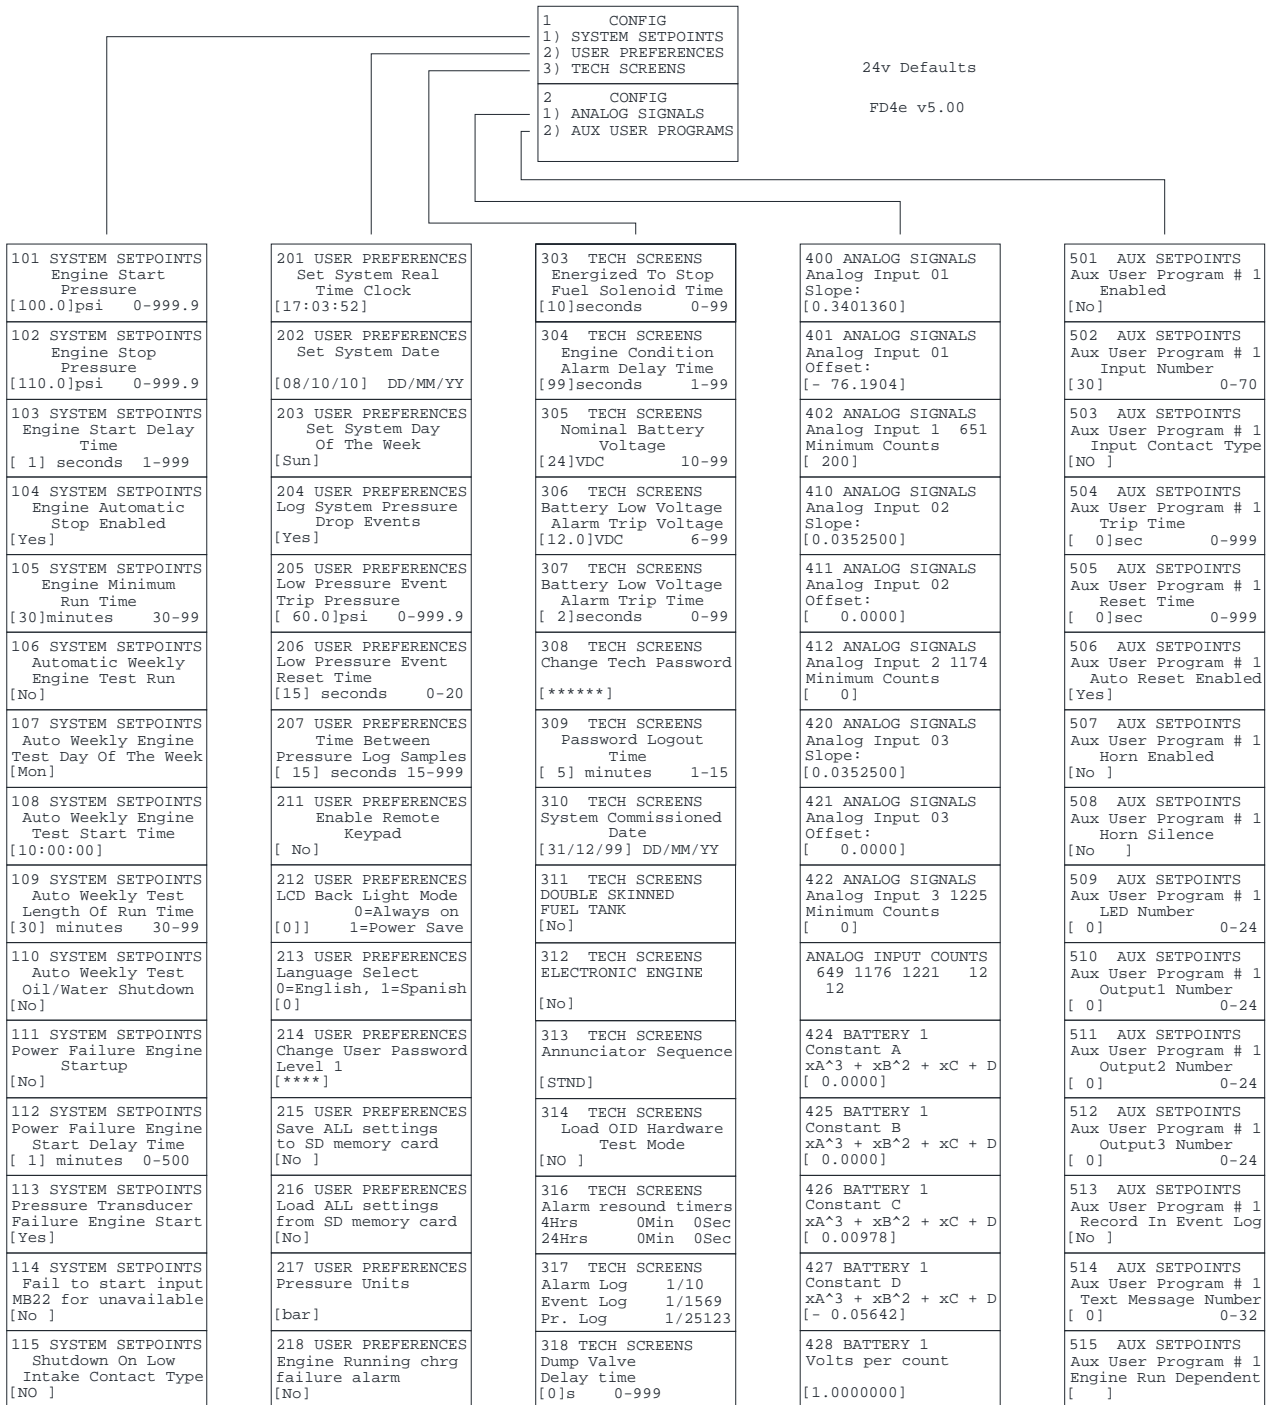 1      CONFIG
1) SYSTEM SETPOINTS
2) USER PREFERENCES
3) TECH SCREENS
2      CONFIG
1) ANALOG SIGNALS
2) AUX USER PROGRAMS
24v Defaults
FD4e v5.00
101 SYSTEM SETPOINTS
Engine Start
Pressure
[100.0]psi   0-999.9
102 SYSTEM SETPOINTS
Engine Stop
Pressure
[110.0]psi   0-999.9
103 SYSTEM SETPOINTS
Engine Start Delay
Time
[ 1] seconds  1-999
104 SYSTEM SETPOINTS
Engine Automatic
Stop Enabled
[Yes]
105 SYSTEM SETPOINTS
Engine Minimum
Run Time
[30]minutes    30-99
106 SYSTEM SETPOINTS
Automatic Weekly
Engine Test Run
[No]
107 SYSTEM SETPOINTS
Auto Weekly Engine
Test Day Of The Week
[Mon]
108 SYSTEM SETPOINTS
Auto Weekly Engine
Test Start Time
[10:00:00]
109 SYSTEM SETPOINTS
Auto Weekly Test
Length Of Run Time
[30] minutes   30-99
110 SYSTEM SETPOINTS
Auto Weekly Test
Oil/Water Shutdown
[No]
111 SYSTEM SETPOINTS
Power Failure Engine
Startup
[No]
112 SYSTEM SETPOINTS
Power Failure Engine
Start Delay Time
[ 1] minutes  0-500
113 SYSTEM SETPOINTS
Pressure Transducer
Failure Engine Start
[Yes]
114 SYSTEM SETPOINTS
Fail to start input
MB22 for unavailable
[No ]
115 SYSTEM SETPOINTS
Shutdown On Low
Intake Contact Type
[NO ]
201 USER PREFERENCES
Set System Real
Time Clock
[17:03:52]
202 USER PREFERENCES
Set System Date
[08/10/10]  DD/MM/YY
203 USER PREFERENCES
Set System Day
Of The Week
[Sun]
204 USER PREFERENCES
Log System Pressure
Drop Events
[Yes]
205 USER PREFERENCES
Low Pressure Event
Trip Pressure
[ 60.0]psi   0-999.9
206 USER PREFERENCES
Low Pressure Event
Reset Time
[15] seconds    0-20
207 USER PREFERENCES
Time Between
Pressure Log Samples
[ 15] seconds 15-999
211 USER PREFERENCES
Enable Remote
Keypad
[ No]
212 USER PREFERENCES
LCD Back Light Mode
0=Always on
[0]]     1=Power Save
213 USER PREFERENCES
Language Select
0=English, 1=Spanish
[0]
214 USER PREFERENCES
Change User Password
Level 1
[****]
215 USER PREFERENCES
Save ALL settings
to SD memory card
[No ]
216 USER PREFERENCES
Load ALL settings
from SD memory card
[No]
217 USER PREFERENCES
Pressure Units
[bar]
218 USER PREFERENCES
Engine Running chrg
failure alarm
[No]
303  TECH SCREENS
Energized To Stop
Fuel Solenoid Time
[10]seconds     0-99
304  TECH SCREENS
Engine Condition
Alarm Delay Time
[99]seconds     1-99
305  TECH SCREENS
Nominal Battery
Voltage
[24]VDC        10-99
306  TECH SCREENS
Battery Low Voltage
Alarm Trip Voltage
[12.0]VDC       6-99
307  TECH SCREENS
Battery Low Voltage
Alarm Trip Time
[ 2]seconds     0-99
308  TECH SCREENS
Change Tech Password
[******]
309  TECH SCREENS
Password Logout
Time
[ 5] minutes    1-15
310  TECH SCREENS
System Commissioned
Date
[31/12/99] DD/MM/YY
311  TECH SCREENS
DOUBLE SKINNED
FUEL TANK
[No]
312  TECH SCREENS
ELECTRONIC ENGINE
[No]
313  TECH SCREENS
Annunciator Sequence
[STND]
314  TECH SCREENS
Load OID Hardware
Test Mode
[NO ]
316  TECH SCREENS
Alarm resound timers
4Hrs      0Min  0Sec
24Hrs     0Min  0Sec
317  TECH SCREENS
Alarm Log    1/10
Event Log    1/1569
Pr. Log      1/25123
318 TECH SCREENS
Dump Valve
Delay time
[0]s    0-999
400 ANALOG SIGNALS
Analog Input 01
Slope:
[0.3401360]
401 ANALOG SIGNALS
Analog Input 01
Offset:
[- 76.1904]
402 ANALOG SIGNALS
Analog Input 1  651
Minimum Counts
[ 200]
410 ANALOG SIGNALS
Analog Input 02
Slope:
[0.0352500]
411 ANALOG SIGNALS
Analog Input 02
Offset:
[   0.0000]
412 ANALOG SIGNALS
Analog Input 2 1174
Minimum Counts
[   0]
420 ANALOG SIGNALS
Analog Input 03
Slope:
[0.0352500]
421 ANALOG SIGNALS
Analog Input 03
Offset:
[   0.0000]
422 ANALOG SIGNALS
Analog Input 3 1225
Minimum Counts
[   0]
ANALOG INPUT COUNTS
649 1176 1221   12
12
424 BATTERY 1
Constant A
xA^3 + xB^2 + xC + D
[ 0.0000]
425 BATTERY 1
Constant B
xA^3 + xB^2 + xC + D
[ 0.0000]
426 BATTERY 1
Constant C
xA^3 + xB^2 + xC + D
[ 0.00978]
427 BATTERY 1
Constant D
xA^3 + xB^2 + xC + D
[- 0.05642]
428 BATTERY 1
Volts per count
[1.0000000]
501  AUX SETPOINTS
Aux User Program # 1
Enabled
[No]
502  AUX SETPOINTS
Aux User Program # 1
Input Number
[30]            0-70
503  AUX SETPOINTS
Aux User Program # 1
Input Contact Type
[NO ]
504  AUX SETPOINTS
Aux User Program # 1
Trip Time
[  0]sec       0-999
505  AUX SETPOINTS
Aux User Program # 1
Reset Time
[  0]sec       0-999
506  AUX SETPOINTS
Aux User Program # 1
Auto Reset Enabled
[Yes]
507  AUX SETPOINTS
Aux User Program # 1
Horn Enabled
[No ]
508  AUX SETPOINTS
Aux User Program # 1
Horn Silence
[No   ]
509  AUX SETPOINTS
Aux User Program # 1
LED Number
[ 0]            0-24
510  AUX SETPOINTS
Aux User Program # 1
Output1 Number
[ 0]            0-24
511  AUX SETPOINTS
Aux User Program # 1
Output2 Number
[ 0]            0-24
512  AUX SETPOINTS
Aux User Program # 1
Output3 Number
[ 0]            0-24
513  AUX SETPOINTS
Aux User Program # 1
Record In Event Log
[No ]
514  AUX SETPOINTS
Aux User Program # 1
Text Message Number
[ 0]            0-32
515  AUX SETPOINTS
Aux User Program # 1
Engine Run Dependent
[   ]